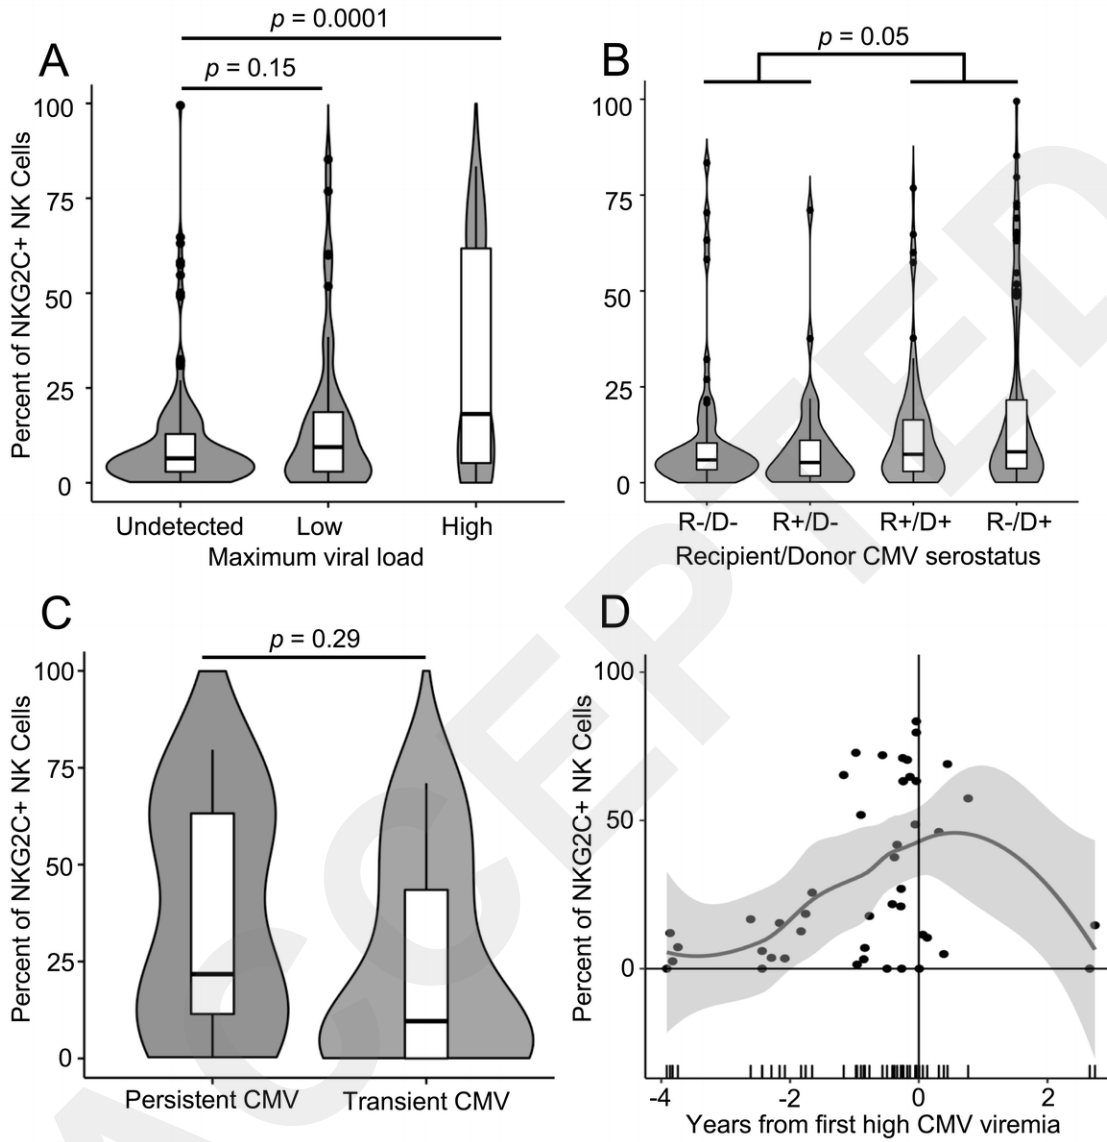 A
p = 0.0001
p = 0.15
Percent of NKG2C+ NK Cells
100
75
50
25
0
Undetected Low High
Maximum viral load
B
p = 0.05
100
75
50
25
0
R-/D- R+/D- R+/D+ R-/D+
Recipient/Donor CMV serostatus
C
p = 0.29
Percent of NKG2C+ NK Cells
100
75
50
25
0
Persistent CMV Transient CMV
D
Percent of NKG2C+ NK Cells
100
50
0
-4 -2 0 2
Years from first high CMV viremia
ACCEPTED